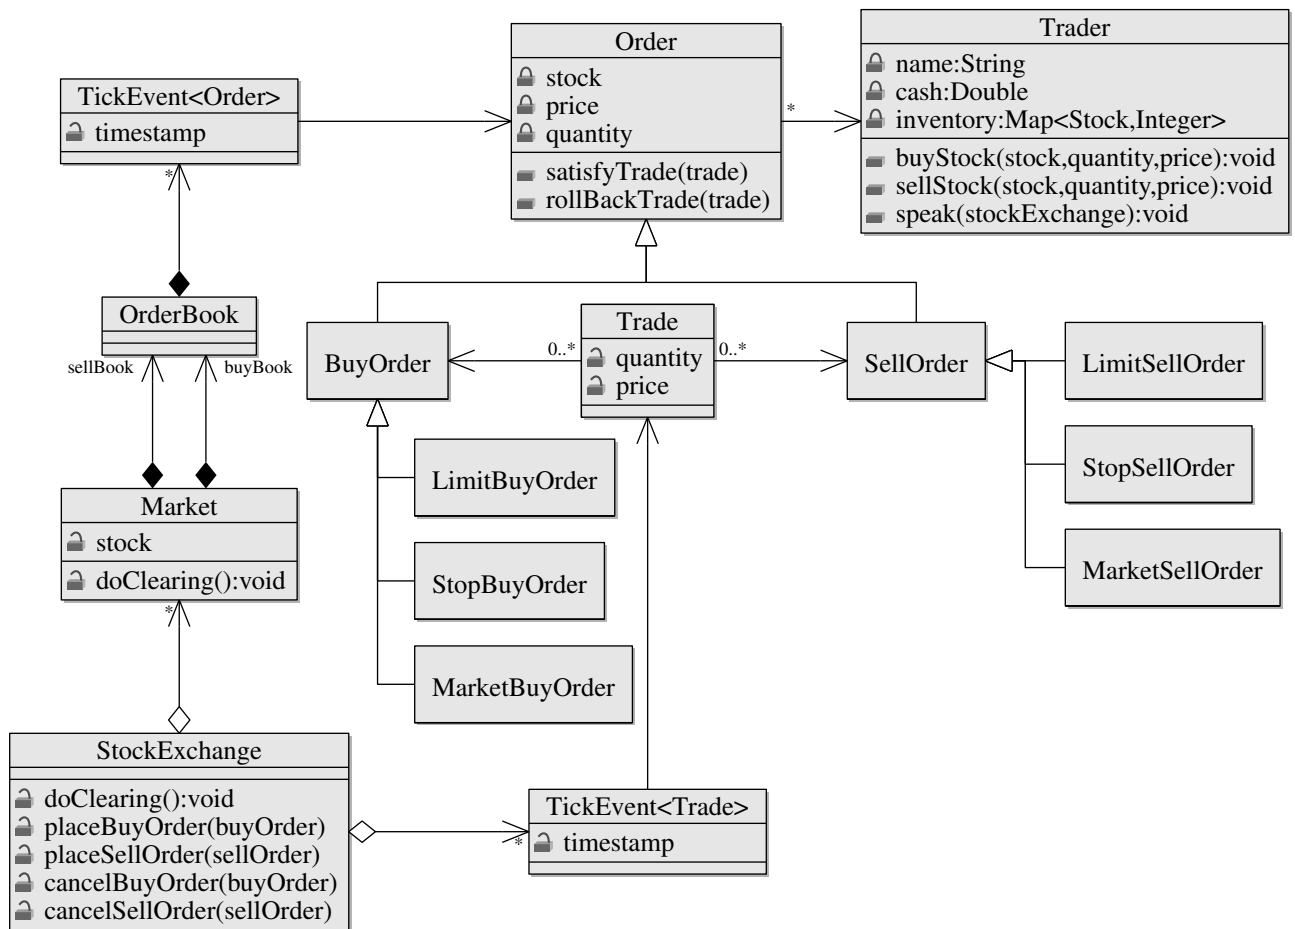 Order
stock
price
quantity
satisfyTrade(trade)
rollBackTrade(trade)
*
Trader
name:String
cash:Double
inventory:Map<Stock,Integer>
buyStock(stock,quantity,price):void
sellStock(stock,quantity,price):void
speak(stockExchange):void
TickEvent<Order>
timestamp
*
OrderBook
sellBook
buyBook
BuyOrder
0..*
Trade
quantity
price
0..*
SellOrder
LimitSellOrder
StopSellOrder
MarketSellOrder
LimitBuyOrder
StopBuyOrder
MarketBuyOrder
Market
stock
doClearing():void
*
StockExchange
doClearing():void
placeBuyOrder(buyOrder)
placeSellOrder(sellOrder)
cancelBuyOrder(buyOrder)
cancelSellOrder(sellOrder)
*
TickEvent<Trade>
timestamp